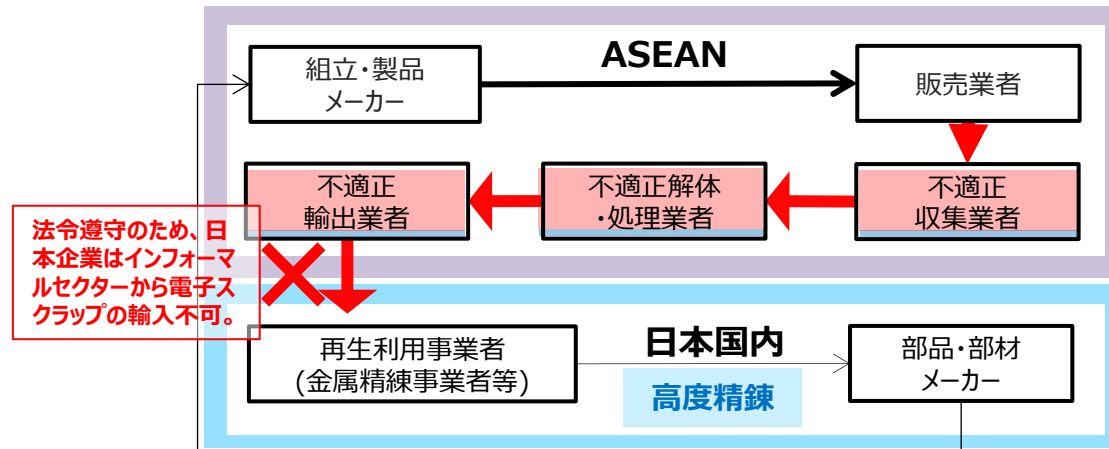 ASEAN
組立・製品
メーカー
販売業者
不適正
輸出業者
不適正解体
・処理業者
不適正
収集業者
法令遵守のため、日
本企業はインフォーマ
ルセクターから電子ス
クラップの輸入不可。
再生利用事業者
(金属精練事業者等)
日本国内
高度精錬
部品・部材
メーカー